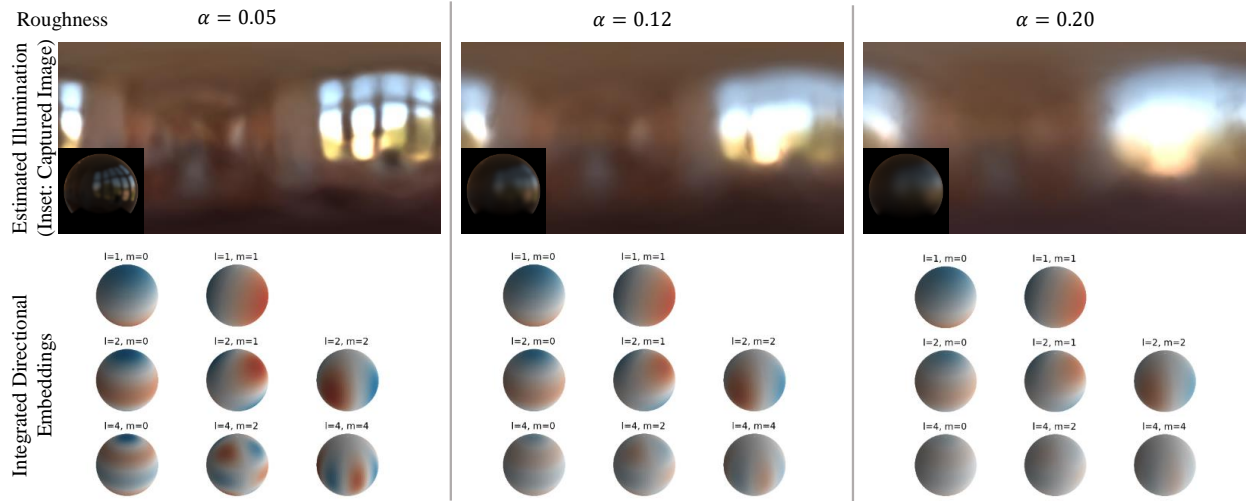 Roughness
α = 0.05
α = 0.12
α = 0.20
Estimated Illumination
(Inset: Captured Image)
Integrated Directional
Embeddings
l=1, m=0
l=1, m=1
l=2, m=0
l=2, m=1
l=2, m=2
l=4, m=0
l=4, m=2
l=4, m=4
l=1, m=0
l=1, m=1
l=2, m=0
l=2, m=1
l=2, m=2
l=4, m=0
l=4, m=2
l=4, m=4
l=1, m=0
l=1, m=1
l=2, m=0
l=2, m=1
l=2, m=2
l=4, m=0
l=4, m=2
l=4, m=4